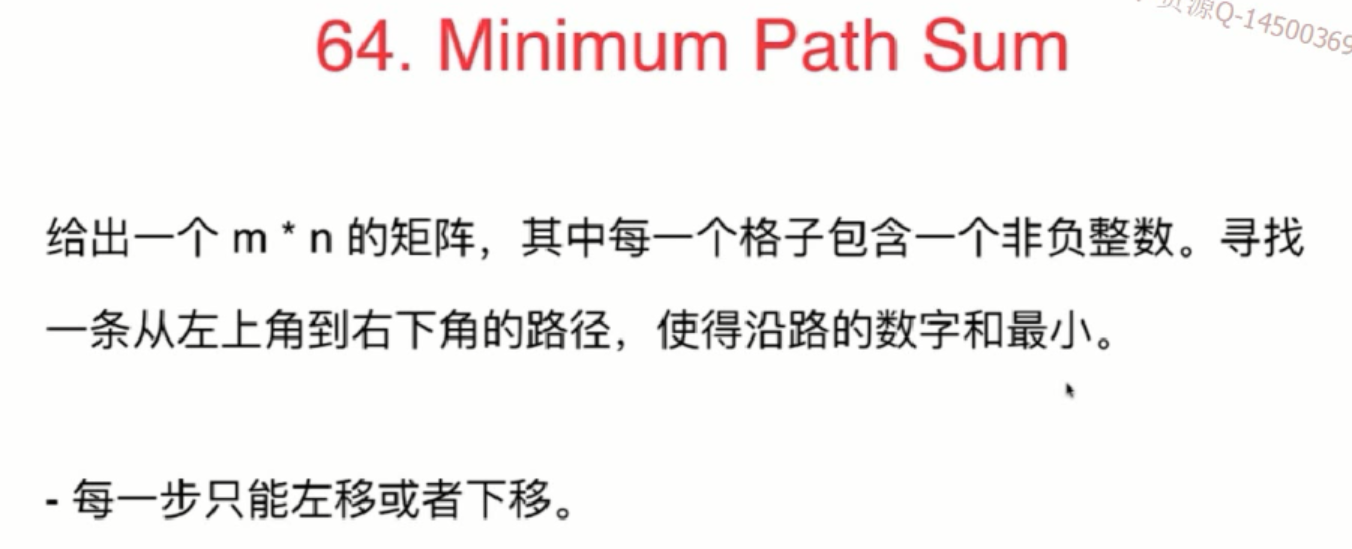 64. Minimum Path Sum
源Q-14500369
给出一个 m * n 的矩阵，其中每一个格子包含一个非负整数。寻找
一条从左上角到右下角的路径，使得沿路的数字和最小。
- 每一步只能左移或者下移。